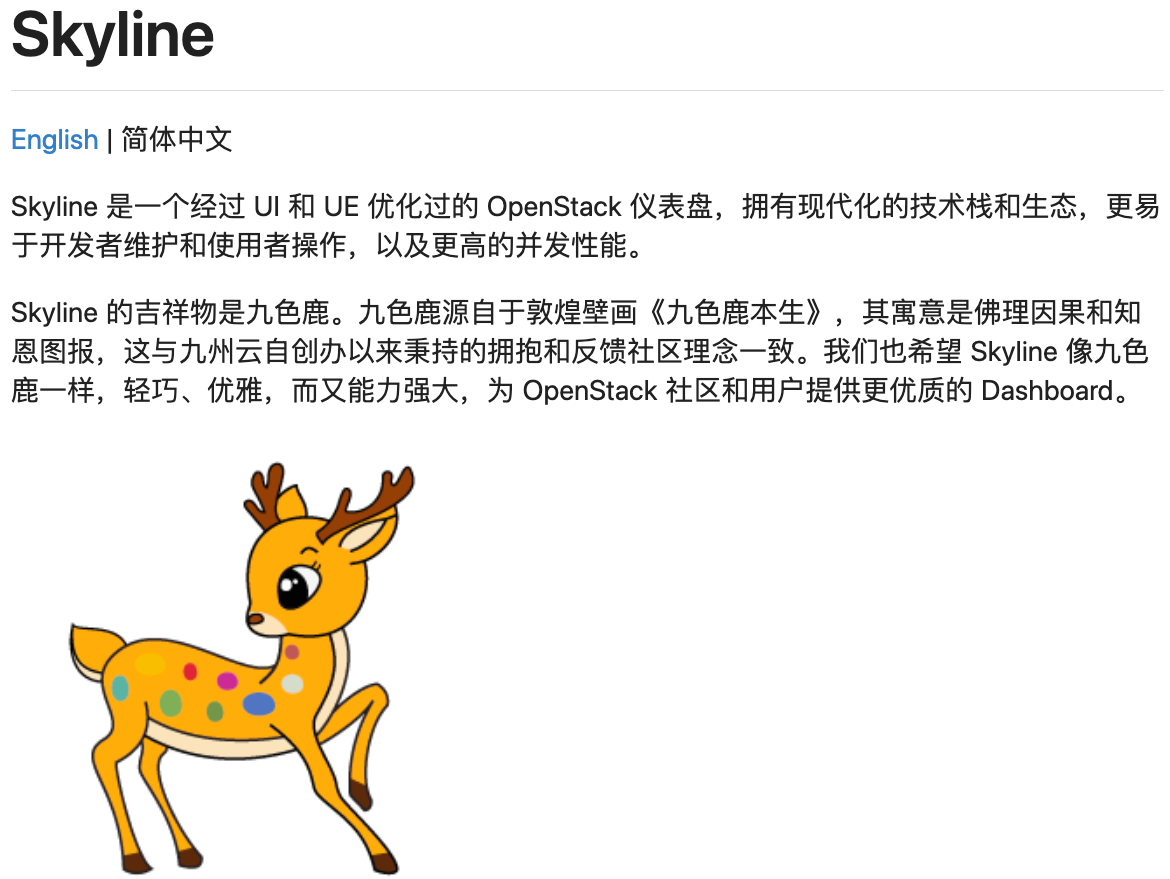 Skyline
English | 简体中文
Skyline 是一个经过 UI 和 UE 优化过的 OpenStack 仪表盘，拥有现代化的技术栈和生态，更易
于开发者维护和使用者操作，以及更高的并发性能。
Skyline 的吉祥物是九色鹿。九色鹿源自于敦煌壁画《九色鹿本生》，其寓意是佛理因果和知
恩图报，这与九州云自创办以来秉持的拥抱和反馈社区理念一致。我们也希望 Skyline 像九色
鹿一样，轻巧、优雅，而又能力强大，为 OpenStack 社区和用户提供更优质的 Dashboard。